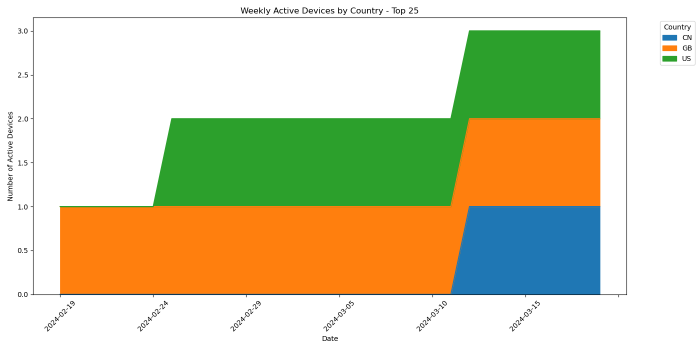 Weekly Active Devices by Country - Top 25
Country
CN
GB
US
Number of Active Devices
3.0
2.5
2.0
1.5
1.0
0.5
0.0
2024-02-19
2024-02-24
2024-02-29
2024-03-05
2024-03-10
2024-03-15
Date